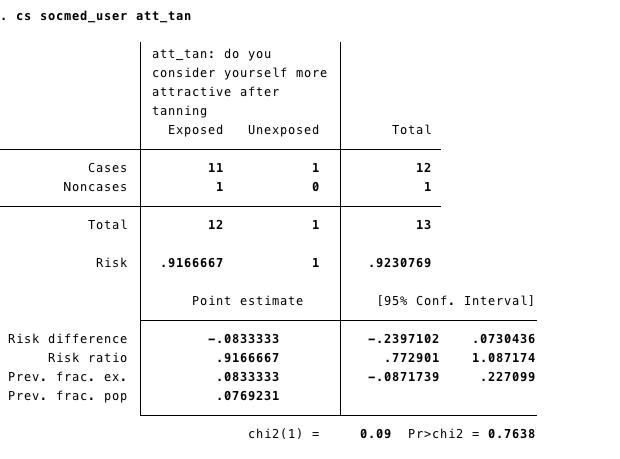 . cs socmed_user att_tan
att_tan: do you
consider yourself more
attractive after
tanning
Exposed Unexposed Total
Cases 11 1 12
Noncases 1 0 1
Total 12 1 13
Risk .9166667 1 .9230769
Point estimate [95% Conf. Interval]
Risk difference -.0833333 -.2397102 .0730436
Risk ratio .9166667 .772901 1.087174
Prev. frac. ex. .0833333 -.0871739 .227099
Prev. frac. pop .0769231
chi2(1) = 0.09 Pr>chi2 = 0.7638